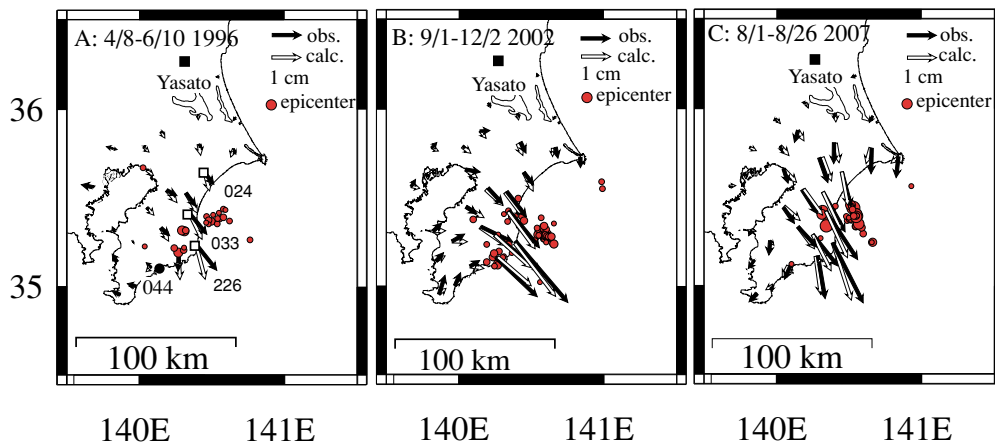 A: 4/8-6/10 1996
obs.
calc.
1 cm
epicenter
Yasato
024
033
226
044
100 km
B: 9/1-12/2 2002
obs.
calc.
1 cm
epicenter
Yasato
100 km
C: 8/1-8/26 2007
obs.
calc.
1 cm
epicenter
Yasato
100 km
36
35
140E 141E 140E 141E 140E 141E